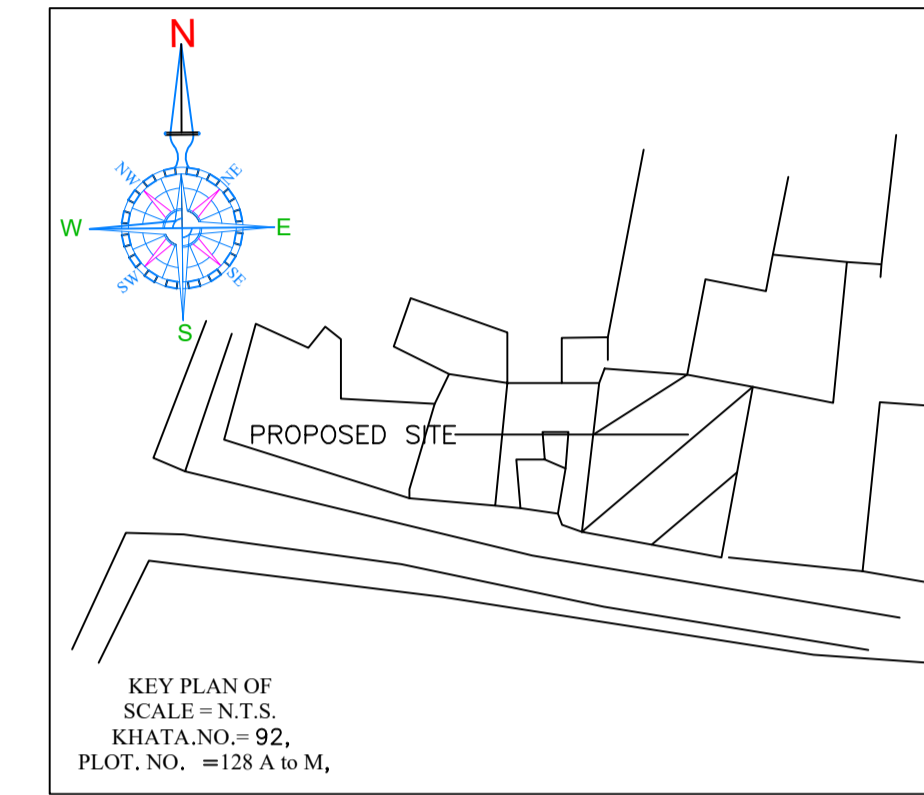 N
NW
NE
W
E
SW
SE
S
PROPOSED SITE
KEY PLAN OF
SCALE = N.T.S.
KHATA.NO.= 92,
PLOT. NO. =128 A to M,